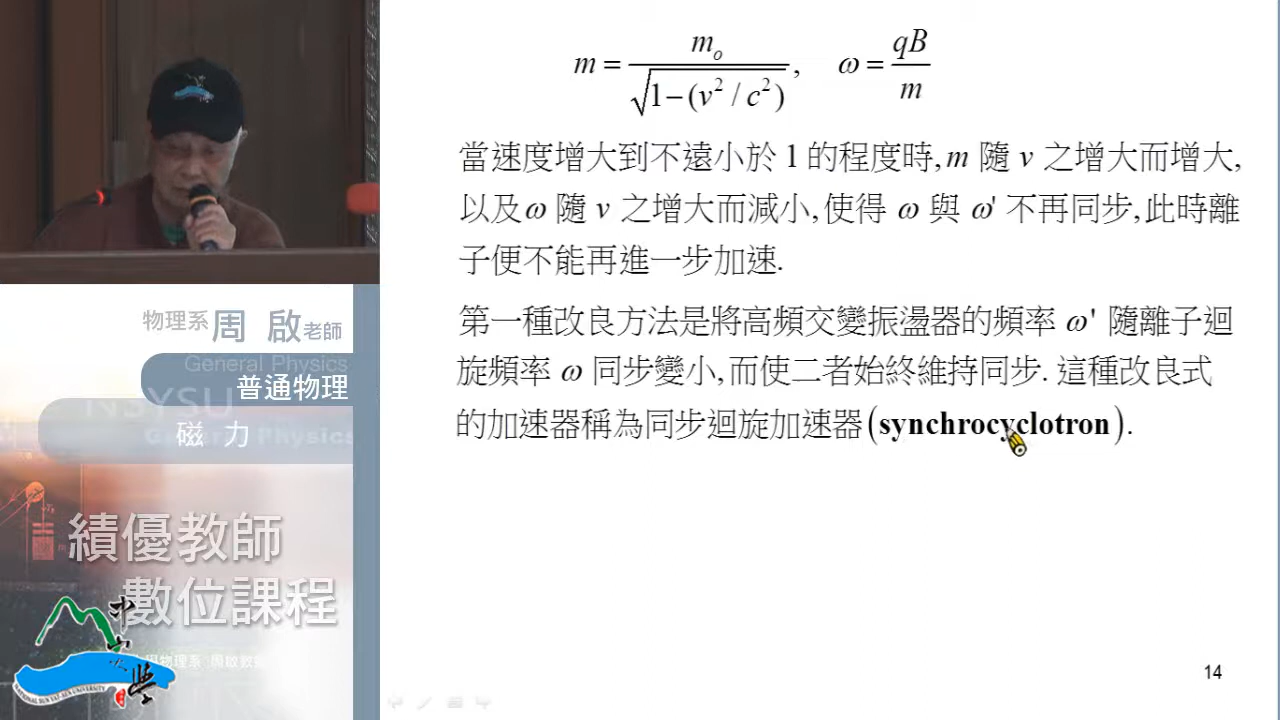 m = m_o / √(1−(v² / c²)) , ω = qB / m
當速度增大到不遠小於 1 的程度時, m 隨 v 之增大而增大,
以及ω 隨 v 之增大而減小, 使得 ω 與 ω' 不再同步, 此時離
子便不能再進一步加速.
第一種改良方法是將高頻交變振盪器的頻率 ω' 隨離子迴
旋頻率 ω 同步變小, 而使二者始終維持同步. 這種改良式
的加速器稱為同步迴旋加速器(synchrocyclotron).
14
物理系周 啟老師
General Physics
普通物理
NSYSU
磁 力
General Physics
績優教師
數位課程
NATIONAL SUN YAT-SEN UNIVERSITY